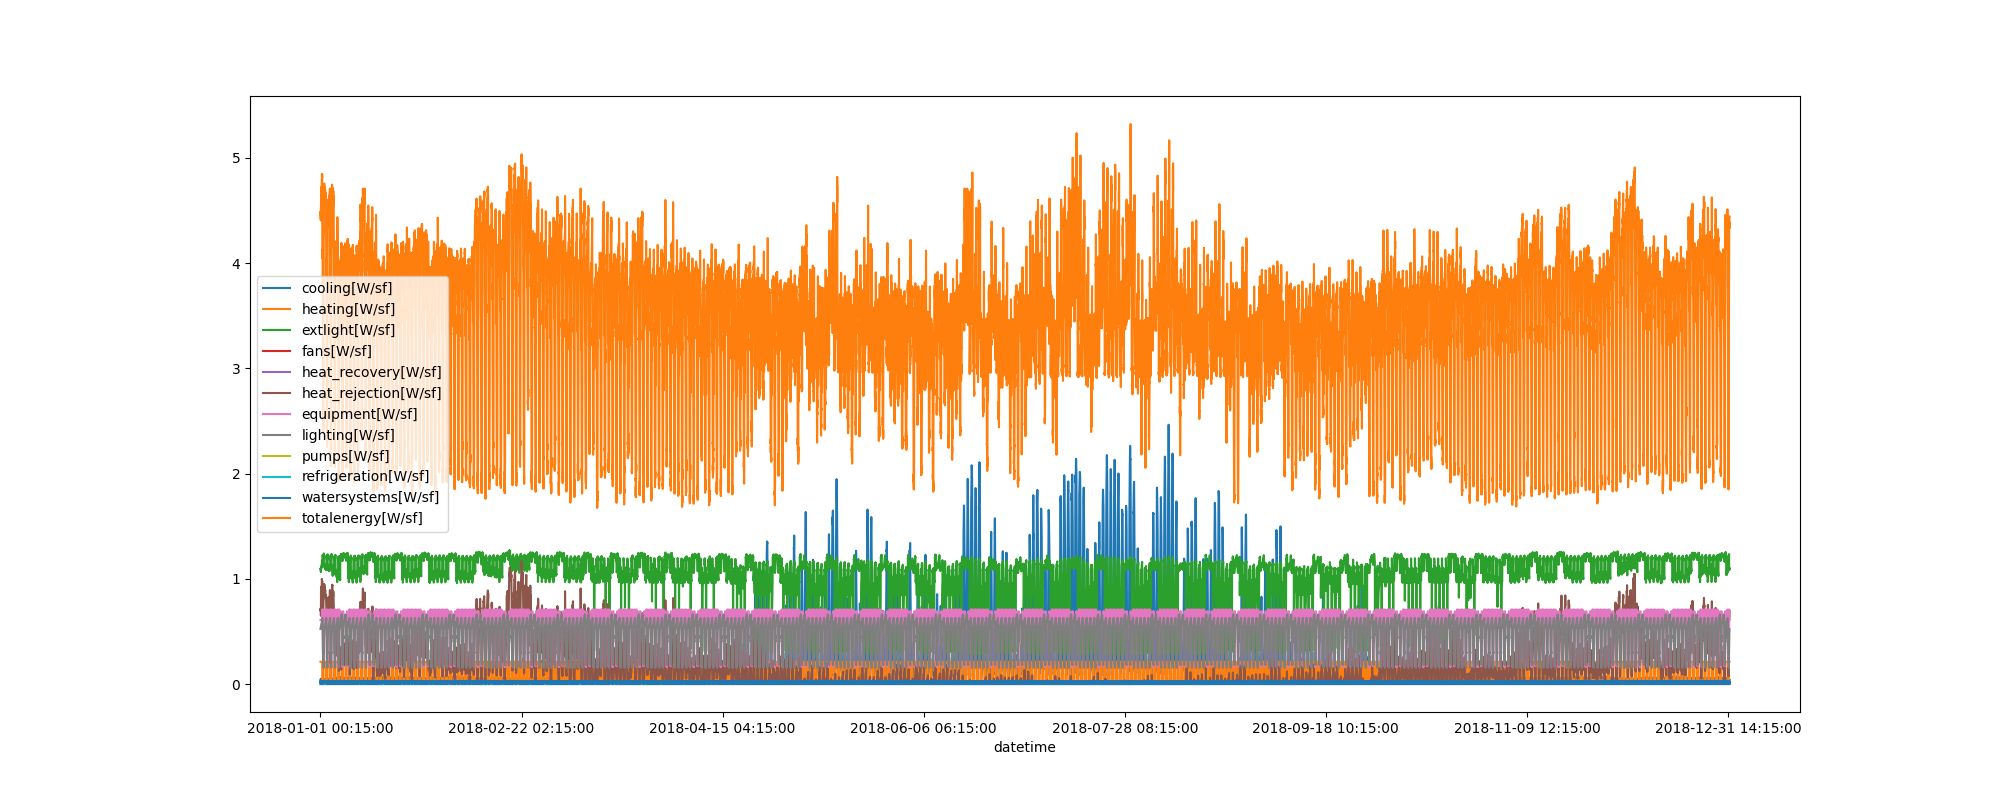 5
4
3
2
1
0
cooling[W/sf]
heating[W/sf]
extlight[W/sf]
fans[W/sf]
heat_recovery[W/sf]
heat_rejection[W/sf]
equipment[W/sf]
lighting[W/sf]
pumps[W/sf]
refrigeration[W/sf]
watersystems[W/sf]
totalenergy[W/sf]
2018-01-01 00:15:00 2018-02-22 02:15:00 2018-04-15 04:15:00 2018-06-06 06:15:00 2018-07-28 08:15:00 2018-09-18 10:15:00 2018-11-09 12:15:00 2018-12-31 14:15:00
datetime